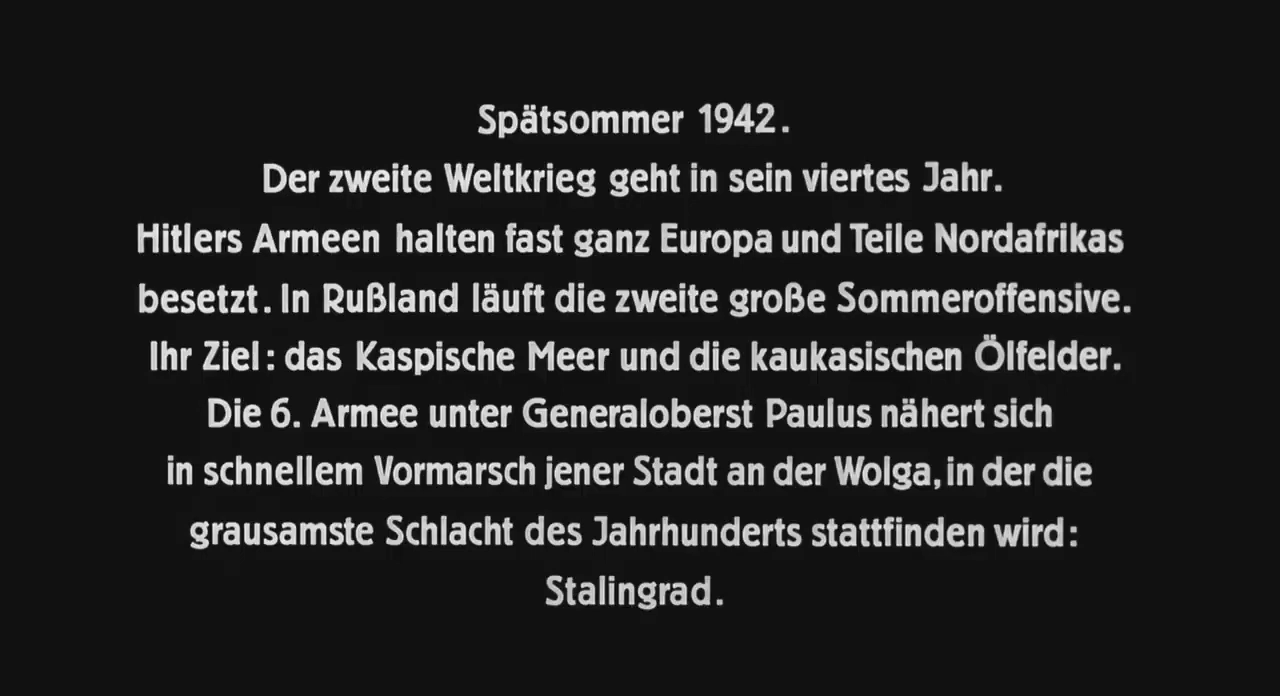 Spätsommer 1942.
Der zweite Weltkrieg geht in sein viertes Jahr.
Hitlers Armeen halten fast ganz Europa und Teile Nordafrikas
besetzt. In Rußland läuft die zweite große Sommeroffensive.
Ihr Ziel: das Kaspische Meer und die kaukasischen Ölfelder.
Die 6. Armee unter Generaloberst Paulus nähert sich
in schnellem Vormarsch jener Stadt an der Wolga, in der die
grausamste Schlacht des Jahrhunderts stattfinden wird:
Stalingrad.